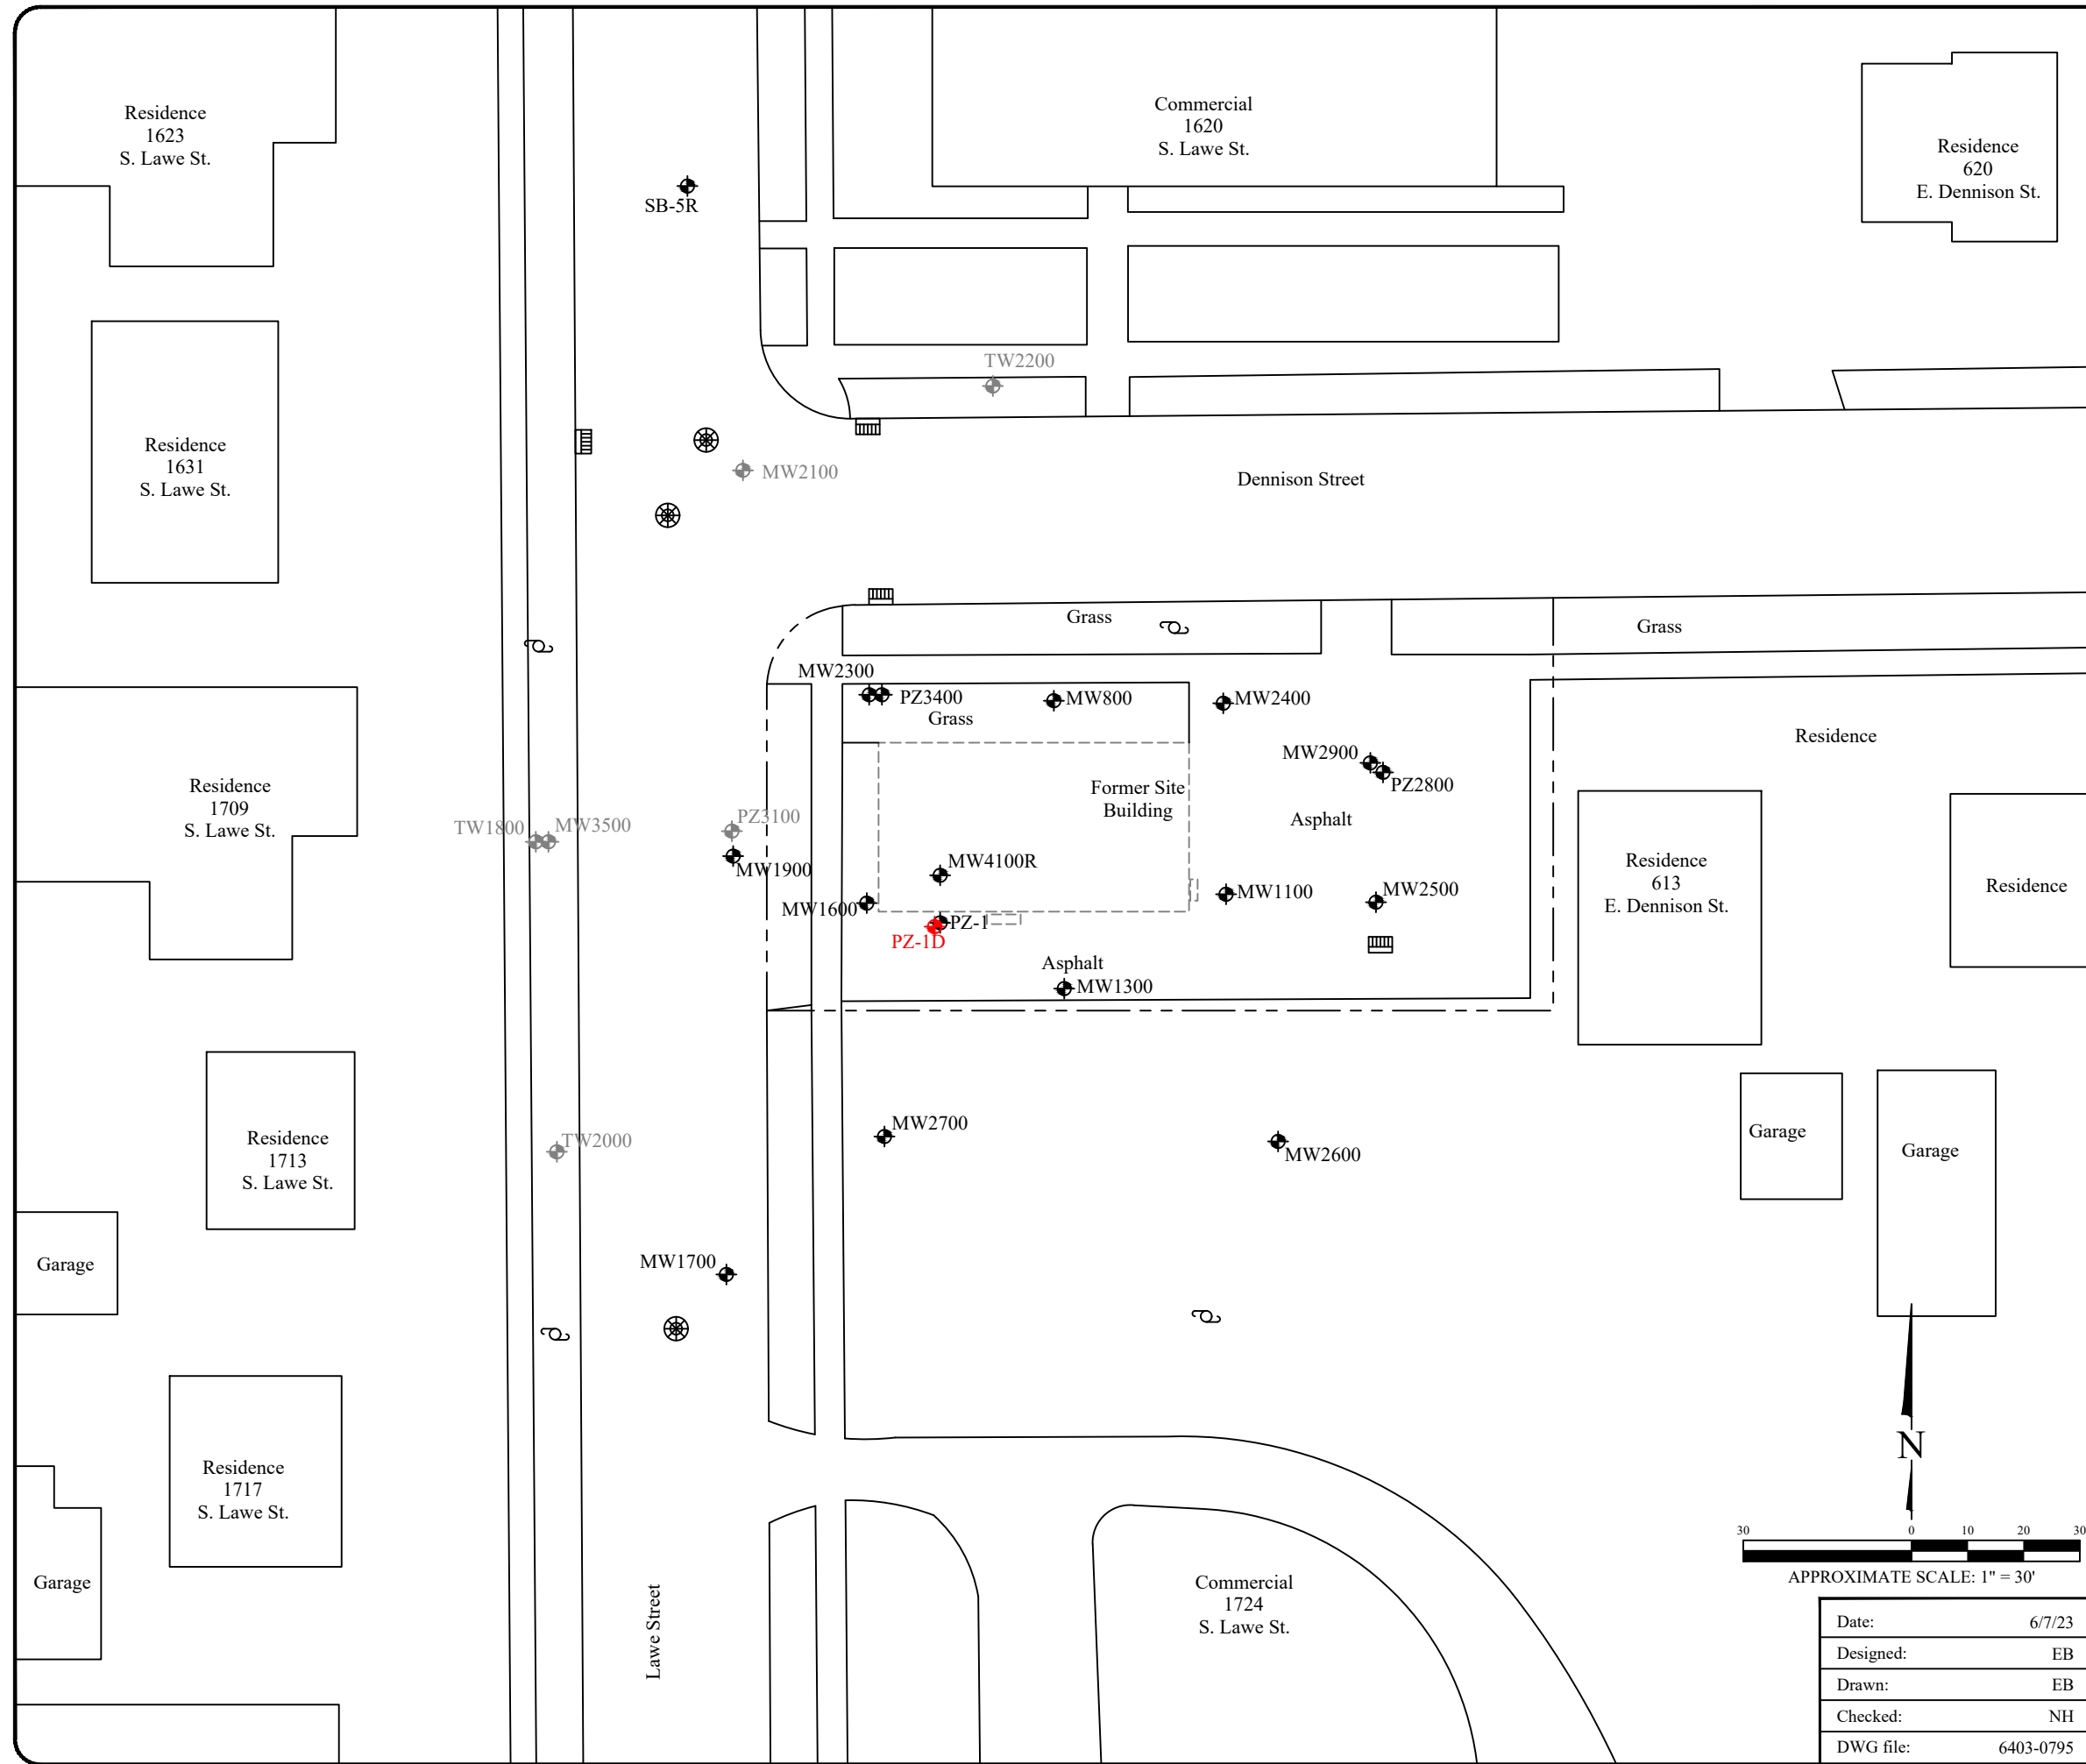 Residence
1623
S. Lawe St.
Commercial
1620
S. Lawe St.
Residence
620
E. Dennison St.
SB-5R
TW2200
Residence
1631
S. Lawe St.
MW2100
Dennison Street
Grass
Grass
MW2300
PZ3400
MW800
MW2400
Grass
Residence
MW2900
PZ2800
Former Site
Building
Asphalt
Residence
1709
S. Lawe St.
TW1800
MW3500
PZ3100
MW1900
MW4100R
MW1600
MW1100
MW2500
Residence
613
E. Dennison St.
Residence
PZ-1
PZ-1D
Asphalt
MW1300
MW2700
MW2600
TW2000
Residence
1713
S. Lawe St.
Garage
Garage
Garage
MW1700
N
Residence
1717
S. Lawe St.
Garage
Lawe Street
Commercial
1724
S. Lawe St.
30 0 10 20 30
APPROXIMATE SCALE: 1" = 30'
Date: 6/7/23
Designed: EB
Drawn: EB
Checked: NH
DWG file: 6403-0795